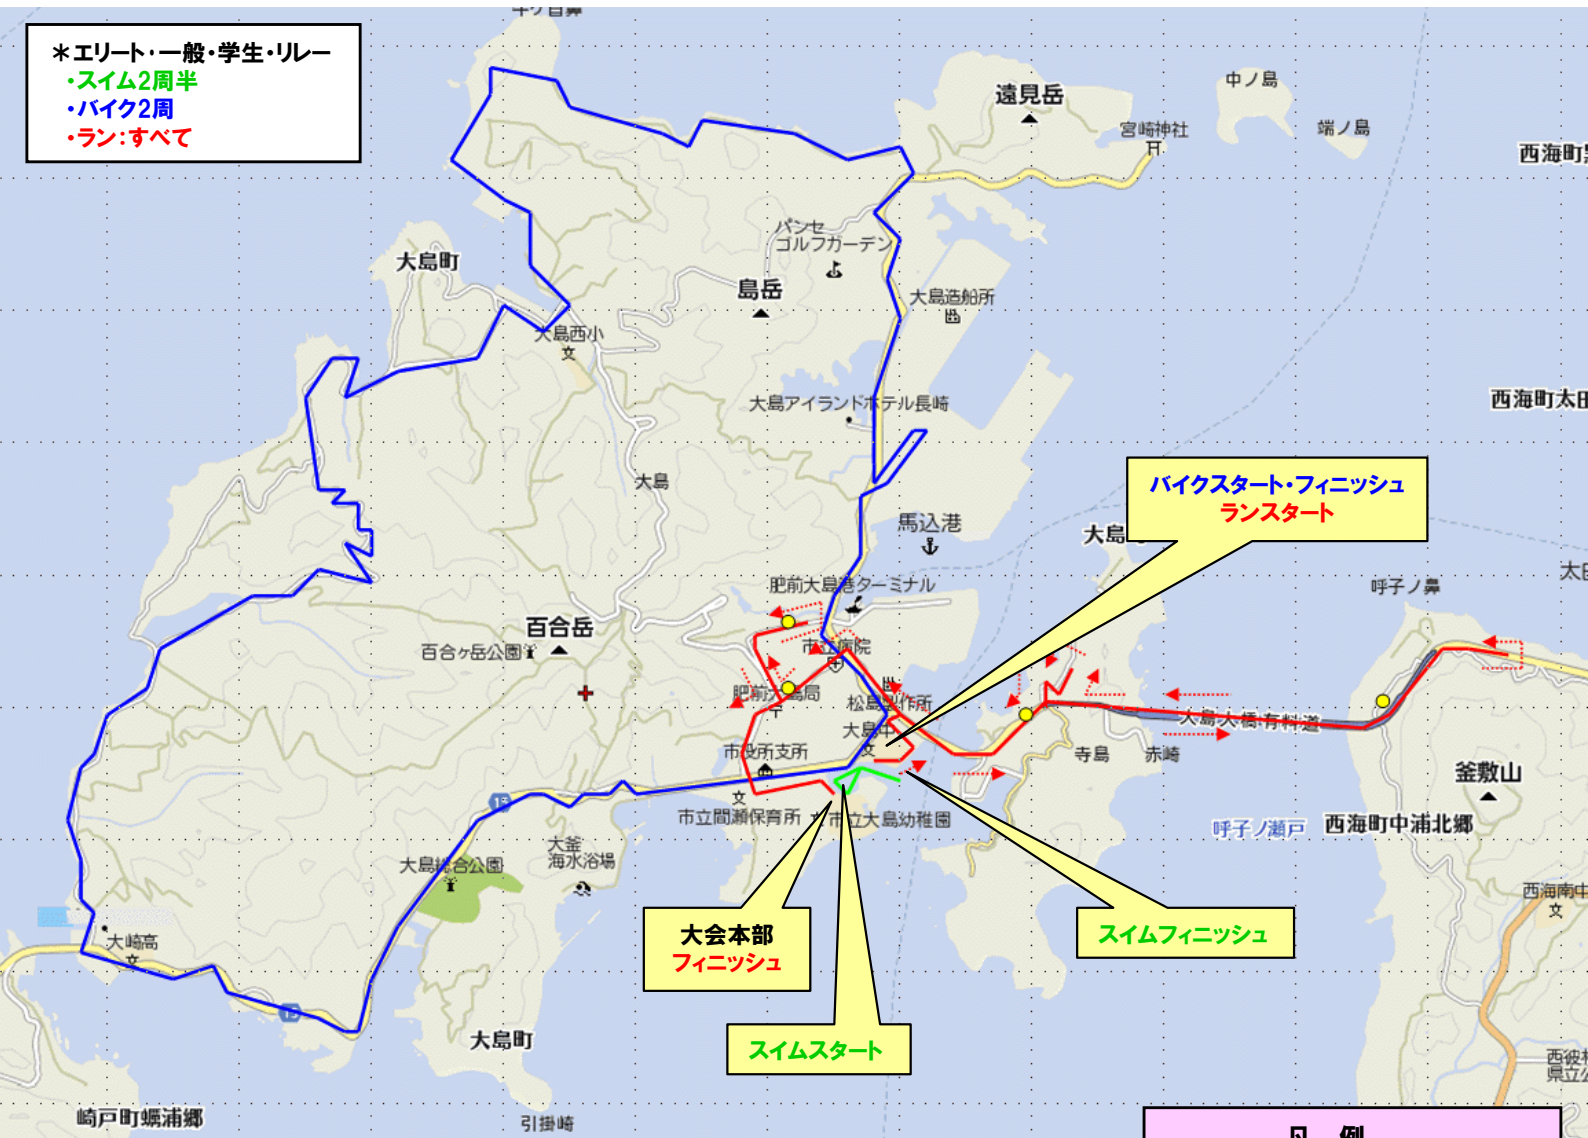 *エリート・一般・学生・リレー
・スイム2周半
・バイク2周
・ラン:すべて
遠見岳
中ノ島
宮崎神社
端ノ島
西海町
パンセ
ゴルフガーデン
大島町
島岳
大島造船所
大島西小
大島アイランドホテル長崎
西海町太田
大島
バイクスタート・フィニッシュ
ランスタート
馬込港
大島
肥前大島港ターミナル
呼子ノ鼻
百合岳
百合ヶ岳公園
市立病院
肥前大島局
松島製作所
大島中
大島大橋有料道
市役所支所
寺島
赤崎
釜敷山
市立間瀬保育所
市立大島幼稚園
呼子ノ瀬戸
西海町中浦北郷
15
大釜
海水浴場
大島総合公園
西海南中
大会本部
フィニッシュ
スイムフィニッシュ
大崎高
15
大島町
スイムスタート
西彼杵
県立公
崎戸町蠣浦郷
引掛崎
凡 例